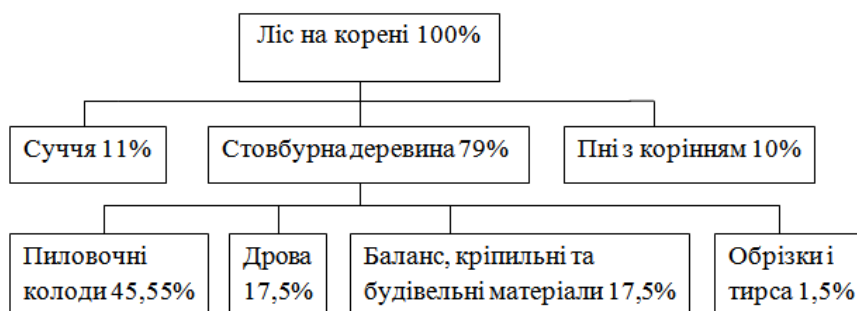 Ліс на корені 100%
Суччя 11%
Стовбурна деревина 79%
Пні з корінням 10%
Пиловочні
колоди 45,55%
Дрова
17,5%
Баланс, кріпильні та
будівельні матеріали 17,5%
Обрізки і
тирса 1,5%